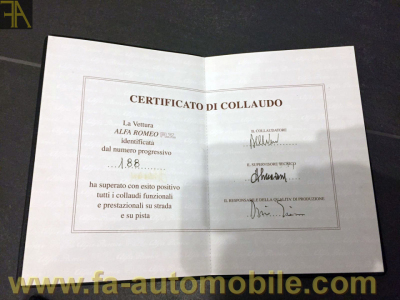 FA
CERTIFICATO DI COLLAUDO
La Vettura
ALFA ROMEO
identificata
dal numero progressivo
188
ha superato con esito positivo
tutti i collaudi funzionali
e prestazionali su strada
e su pista
IL COLLAUDATORE
IL SUPERVISORE TECNICO
IL RESPONSABILE DELLA QUALITÀ DI PRODUZIONE
www.fa-automobile.com